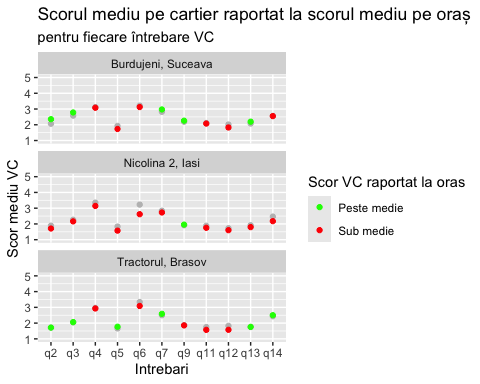 Scorul mediu pe cartier raportat la scorul mediu pe oraș
pentru fiecare întrebare VC
Burdujeni, Suceava
5
4
3
2
1
Nicolina 2, Iasi
5
4
3
2
1
Tractorul, Brasov
5
4
3
2
1
q2 q3 q4 q5 q6 q7 q9 q11 q12 q13 q14
Intrebari
Scor mediu VC
Scor VC raportat la oras
Peste medie
Sub medie